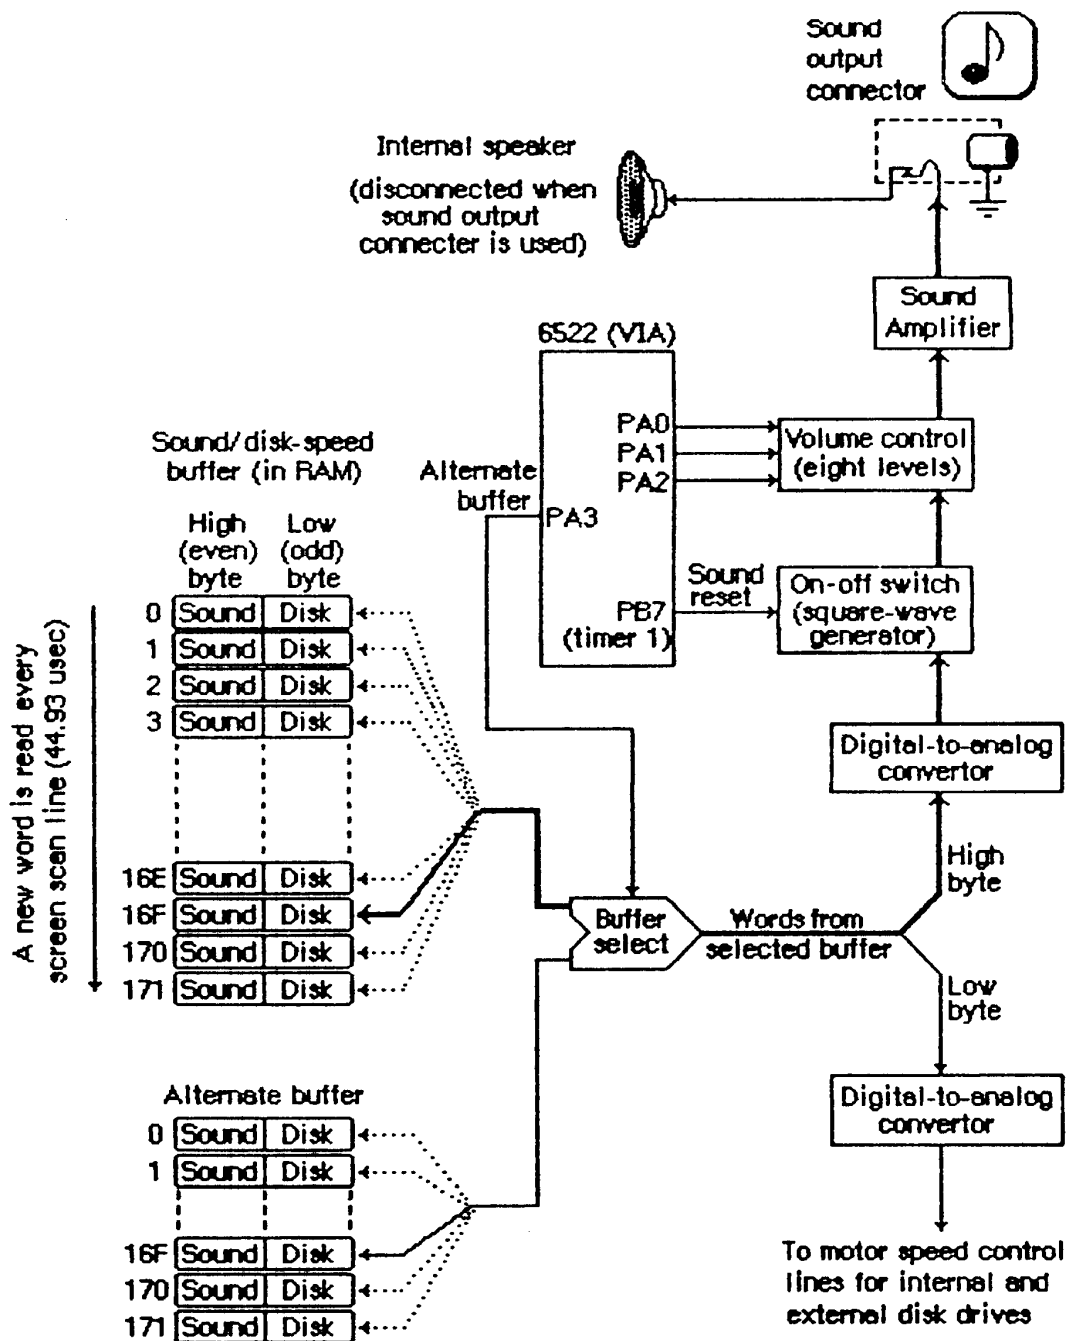 Sound
output
connector
Internal speaker
(disconnected when
sound output
connecter is used)
Sound
Amplifier
6522 (VIA)
PA0
PA1
PA2
Volume control
(eight levels)
Alternate
buffer
PA3
Sound
reset
PB7
(timer 1)
On-off switch
(square-wave
generator)
Sound/disk-speed
buffer (in RAM)
High
(even)
byte
Low
(odd)
byte
0 Sound Disk
1 Sound Disk
2 Sound Disk
3 Sound Disk
16E Sound Disk
16F Sound Disk
170 Sound Disk
171 Sound Disk
A new word is read every
screen scan line (44.93 usec)
Digital-to-analog
convertor
High
byte
Buffer
select
Words from
selected buffer
Low
byte
Digital-to-analog
convertor
Alternate buffer
0 Sound Disk
1 Sound Disk
16F Sound Disk
170 Sound Disk
171 Sound Disk
To motor speed control
lines for internal and
external disk drives